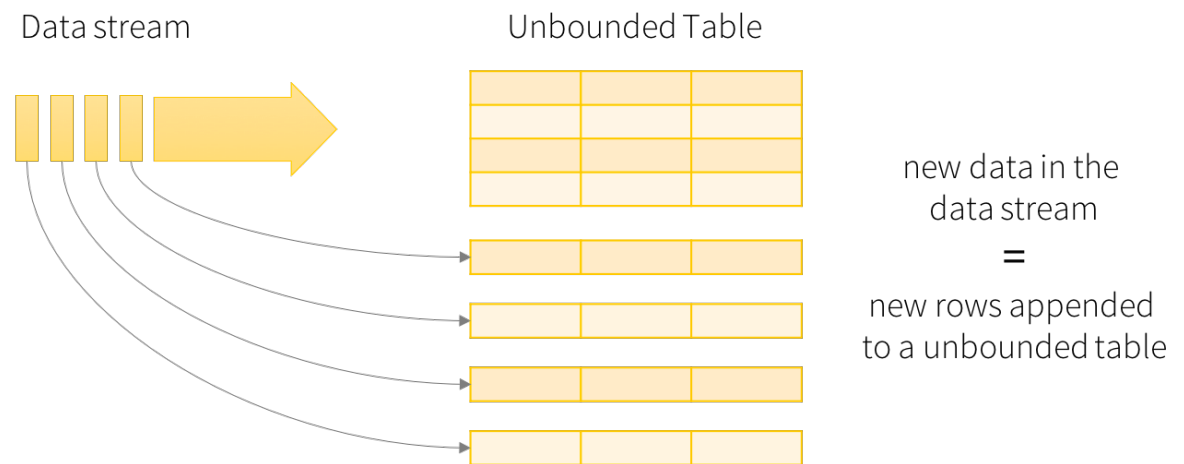 Data stream
Unbounded Table
new data in the
data stream
=
new rows appended
to a unbounded table